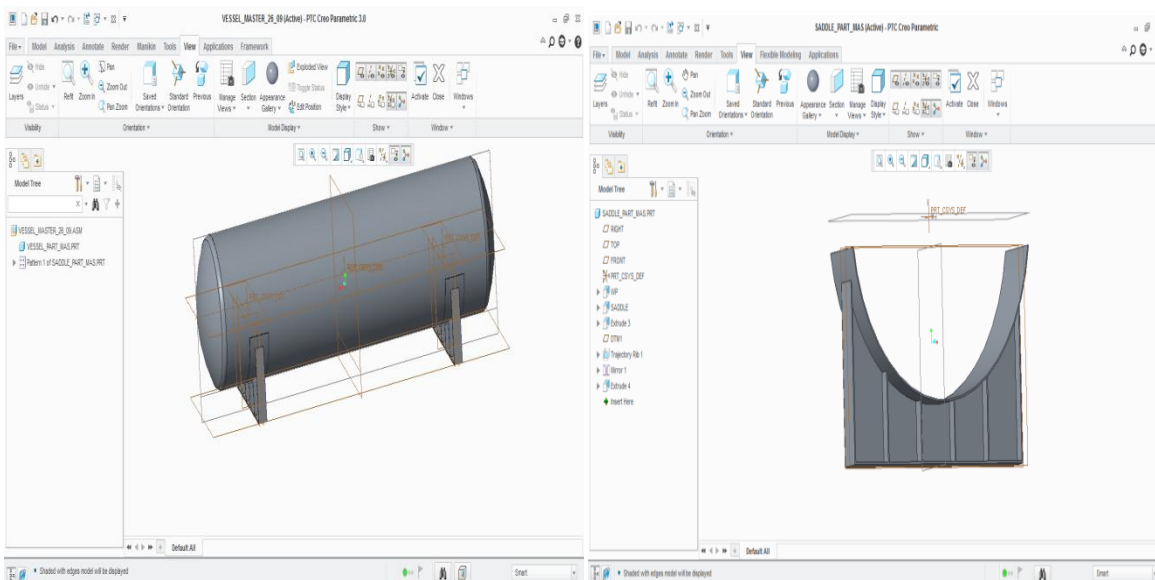 VESSEL_MASTER_26_09 (Active) - PTC Creo Parametric 3.0
File Model Analysis Annotate Render Manikin Tools View Applications Framework
Hide
Unhide
Status
Layers
Refit
Zoom In
Pan
Zoom Out
Pan Zoom
Saved Orientations
Standard Orientation
Previous
Manage Views
Section
Appearance Gallery
Exploded View
Toggle Status
Edit Position
Display Style
Activate
Close
Windows
Visibility Orientation Model Display Show Window
Model Tree
VESSEL_MASTER_26_09.ASM
VESSEL_PART_MAS.PRT
Pattern 1 of SADDLE_PART_MAS.PRT
Default All
Shaded with edges model will be displayed
Smart
SADDLE_PART_MAS (Active) - PTC Creo Parametric
File Model Analysis Annotate Render Tools View Flexible Modeling Applications
Hide
Unhide
Status
Layers
Refit
Zoom In
Pan
Zoom Out
Pan Zoom
Saved Orientations
Standard Orientation
Previous
Appearance Gallery
Section
Manage Views
Display Style
Activate
Close
Windows
Visibility Orientation Model Display Show Window
Model Tree
SADDLE_PART_MAS.PRT
RIGHT
TOP
FRONT
PRT_CSYS_DEF
WP
SADDLE
Extrude 3
DTM1
Trajectory Rib 1
Mirror 1
Extrude 4
Insert Here
PRT_CSYS_DEF
Default All
Shaded with edges model will be displayed
Smart